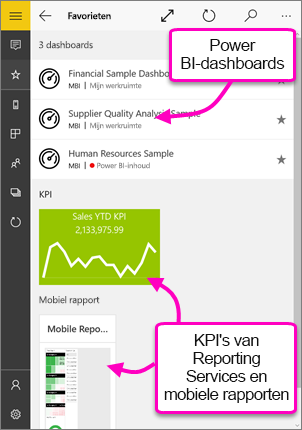 Favorieten
3 dashboards
Power
BI-dashboards
Financial Sample Dashbo
MBI | Mijn werkruimte
Supplier Quality Analysis Sample
MBI | Mijn werkruimte
Human Resources Sample
MBI | Power BI-inhoud
KPI
Sales YTD KPI
2,133,975.99
Mobiel rapport
Mobile Repo...
KPI's van
Reporting
Services en
mobiele rapporten